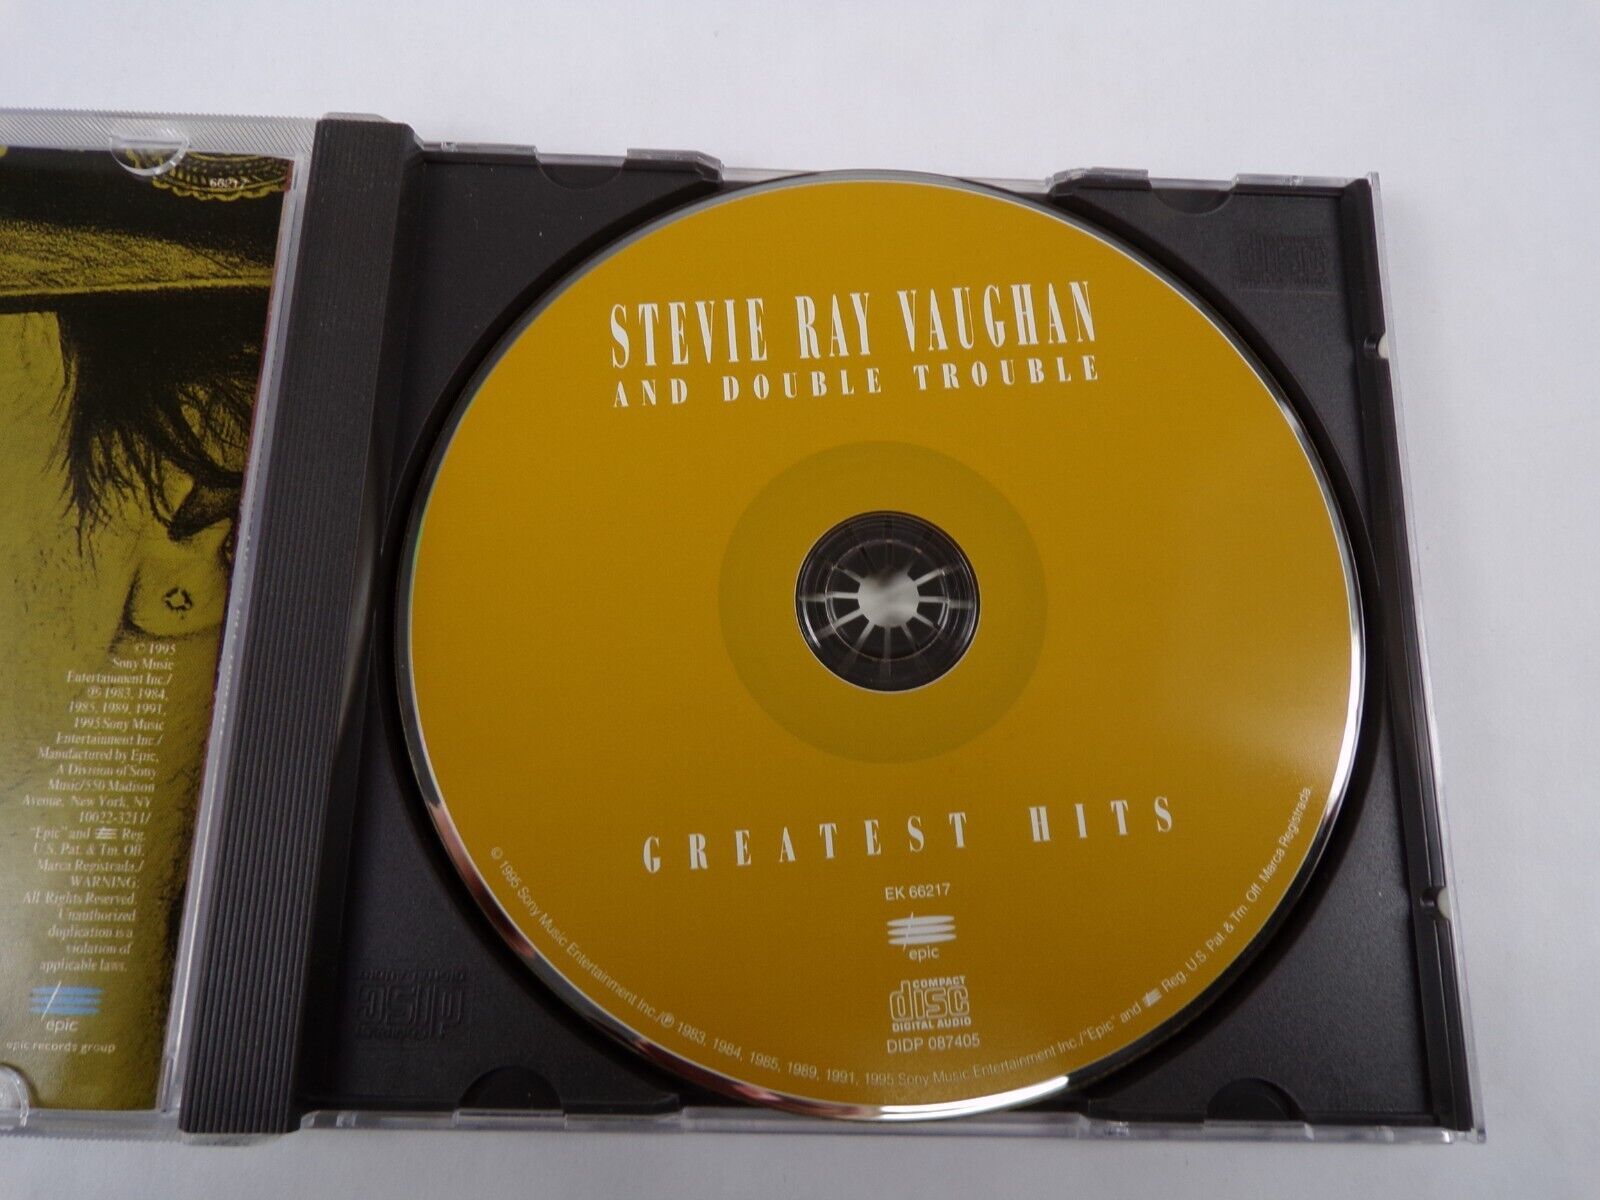 66217
© 1995
Sony Music
Entertainment Inc./
℗ 1983, 1984,
1985, 1989, 1991,
1995 Sony Music
Entertainment Inc./
Manufactured by Epic,
A Division of Sony
Music/550 Madison
Avenue, New York, NY
10022-3211/
"Epic" and Reg.
U.S. Pat. & Tm. Off.
Marca Registrada./
WARNING:
All Rights Reserved.
Unauthorized
duplication is a
violation of
applicable laws.
epic
epic records group
STEVIE RAY VAUGHAN
AND DOUBLE TROUBLE
GREATEST HITS
EK 66217
epic
COMPACT
disc
DIGITAL AUDIO
DIDP 087405
© 1995 Sony Music Entertainment Inc./℗ 1983, 1984, 1985, 1989, 1991, 1995 Sony Music Entertainment Inc./"Epic" and Reg. U.S. Pat. & Tm. Off. Marca Registrada.
disc